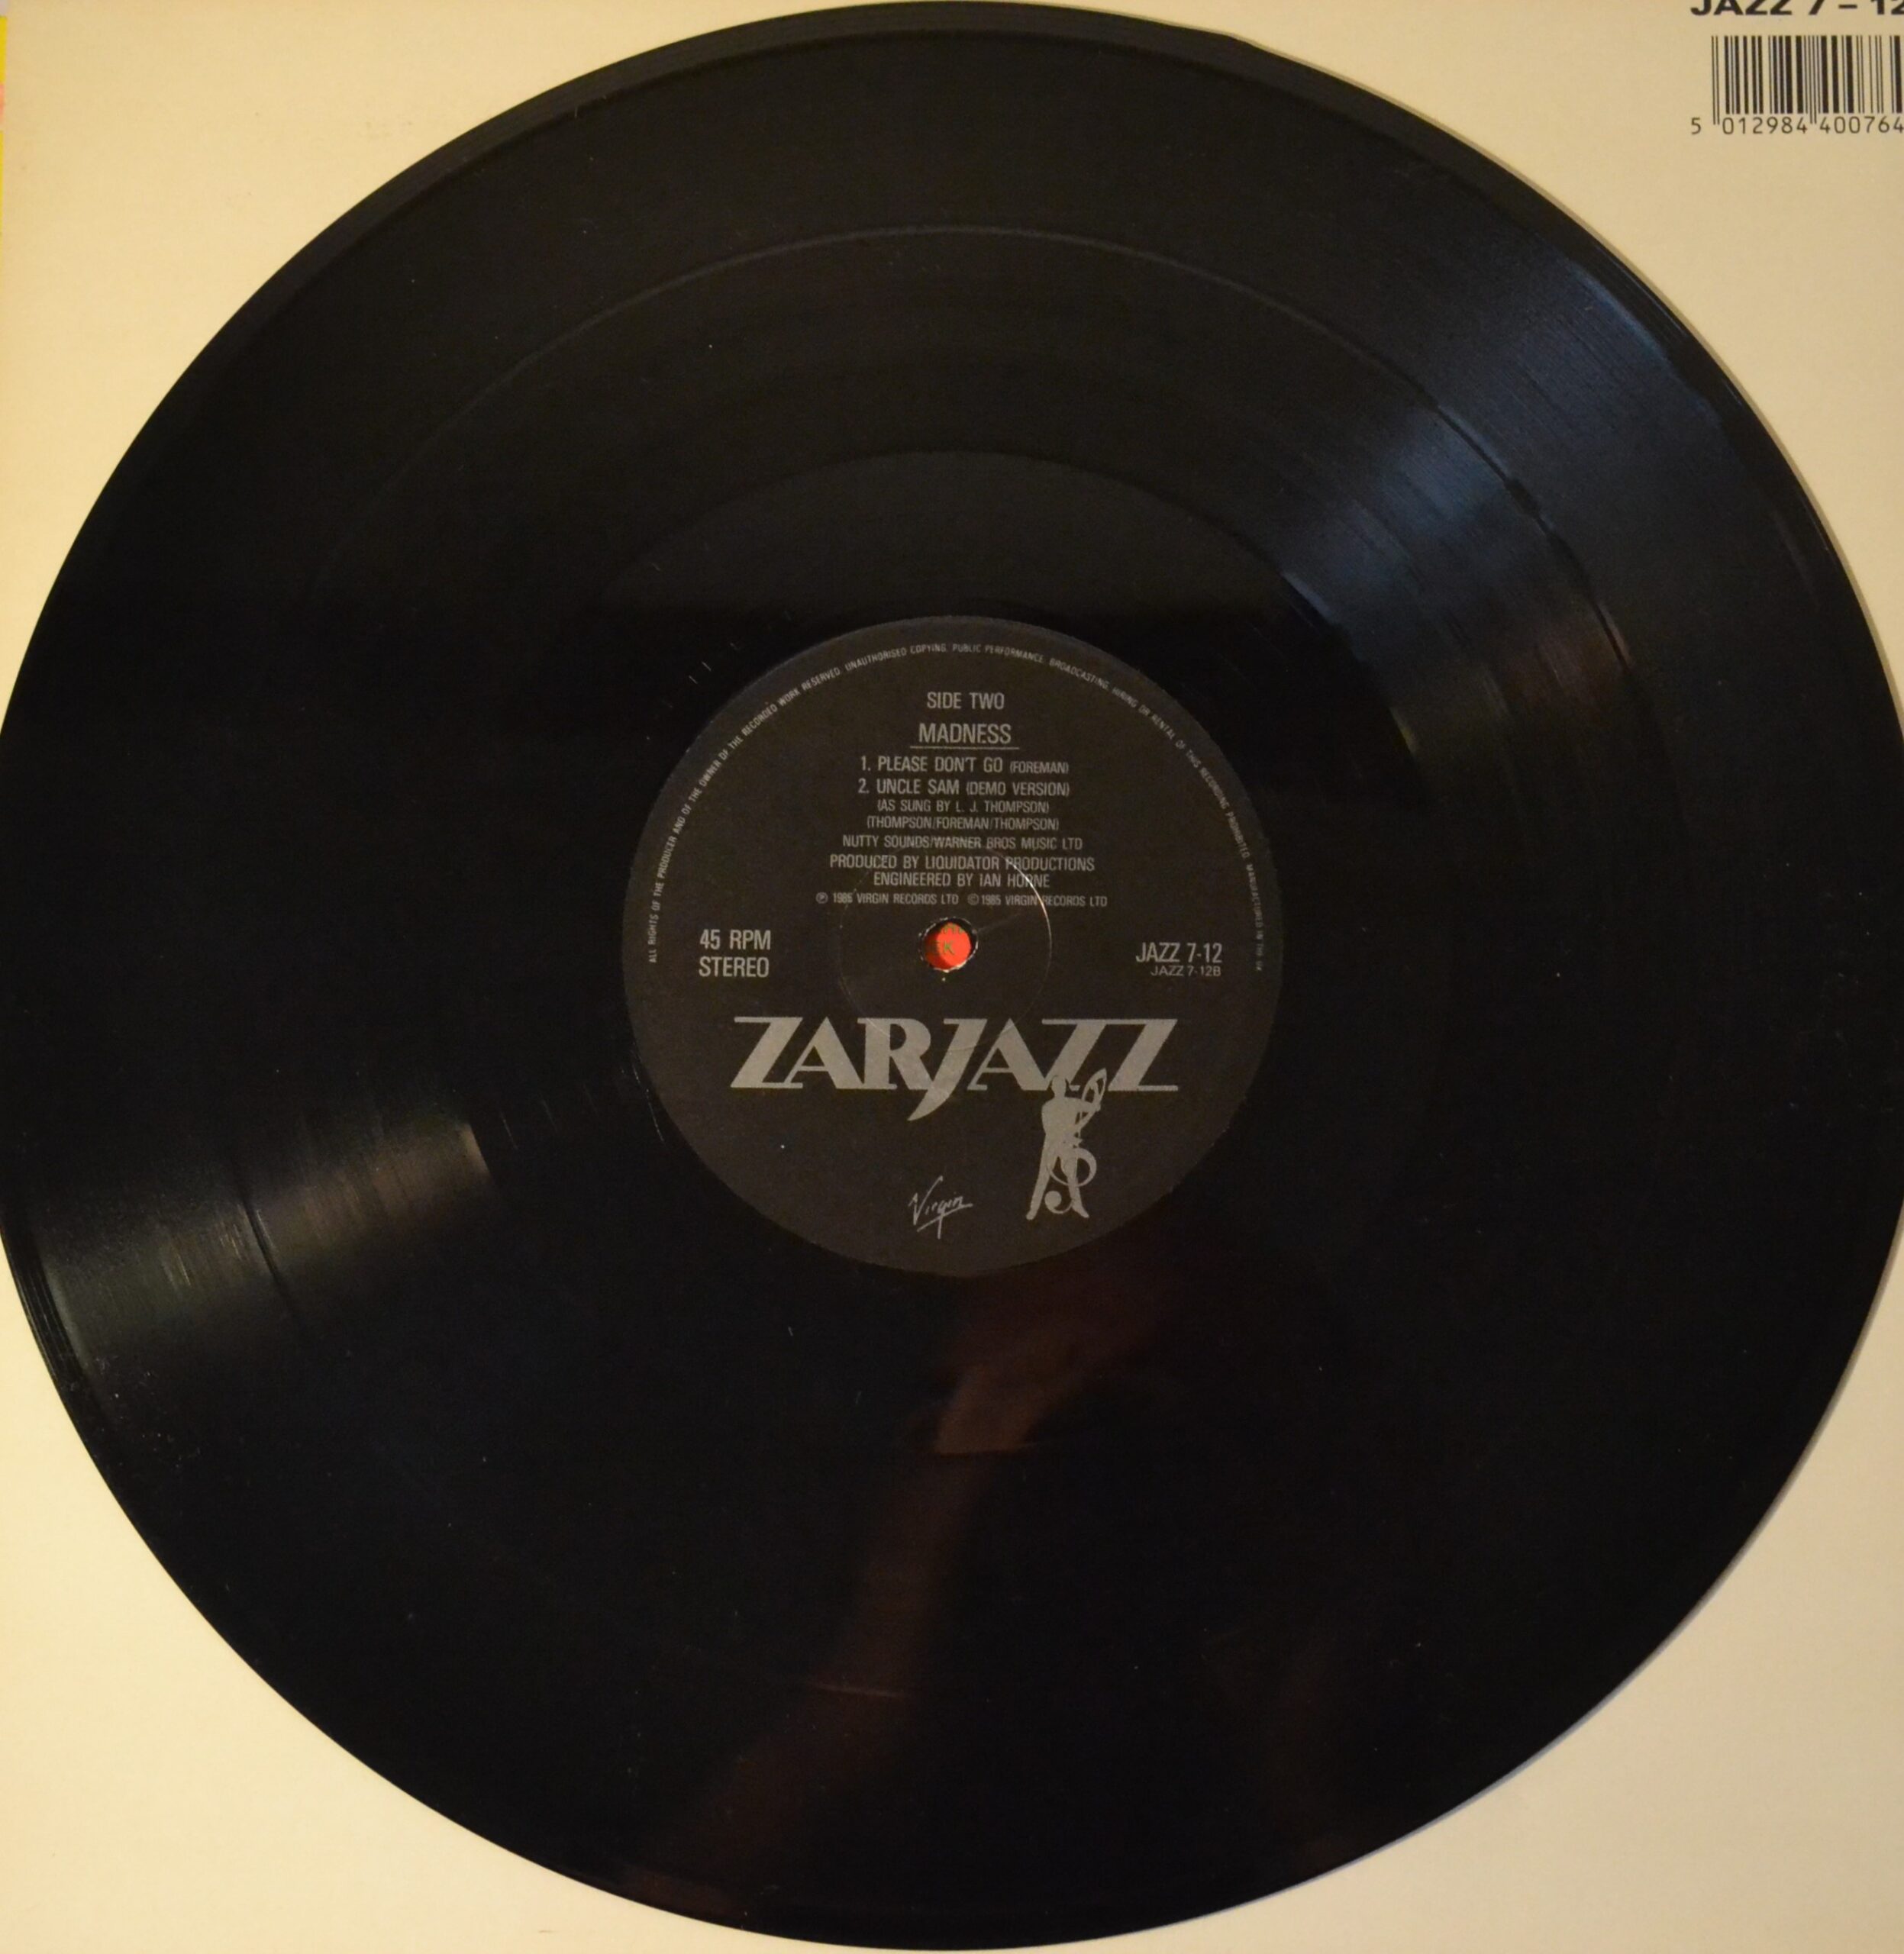 JAZZ 7 – 12
5 012984 400764
ALL RIGHTS OF THE PRODUCER AND OF THE OWNER OF THE RECORDED WORK RESERVED. UNAUTHORISED COPYING, PUBLIC PERFORMANCE, BROADCASTING, HIRING OR RENTAL OF THIS RECORDING PROHIBITED. MANUFACTURED IN THE UK
SIDE TWO
MADNESS
1. PLEASE DON'T GO (FOREMAN)
2. UNCLE SAM (DEMO VERSION)
(AS SUNG BY L. J. THOMPSON)
(THOMPSON/FOREMAN/THOMPSON)
NUTTY SOUNDS/WARNER BROS MUSIC LTD
PRODUCED BY LIQUIDATOR PRODUCTIONS
ENGINEERED BY IAN HORNE
℗ 1985 VIRGIN RECORDS LTD © 1985 VIRGIN RECORDS LTD
45 RPM
STEREO
JAZZ 7-12
JAZZ 7-12B
ZARJAZZ
Virgin